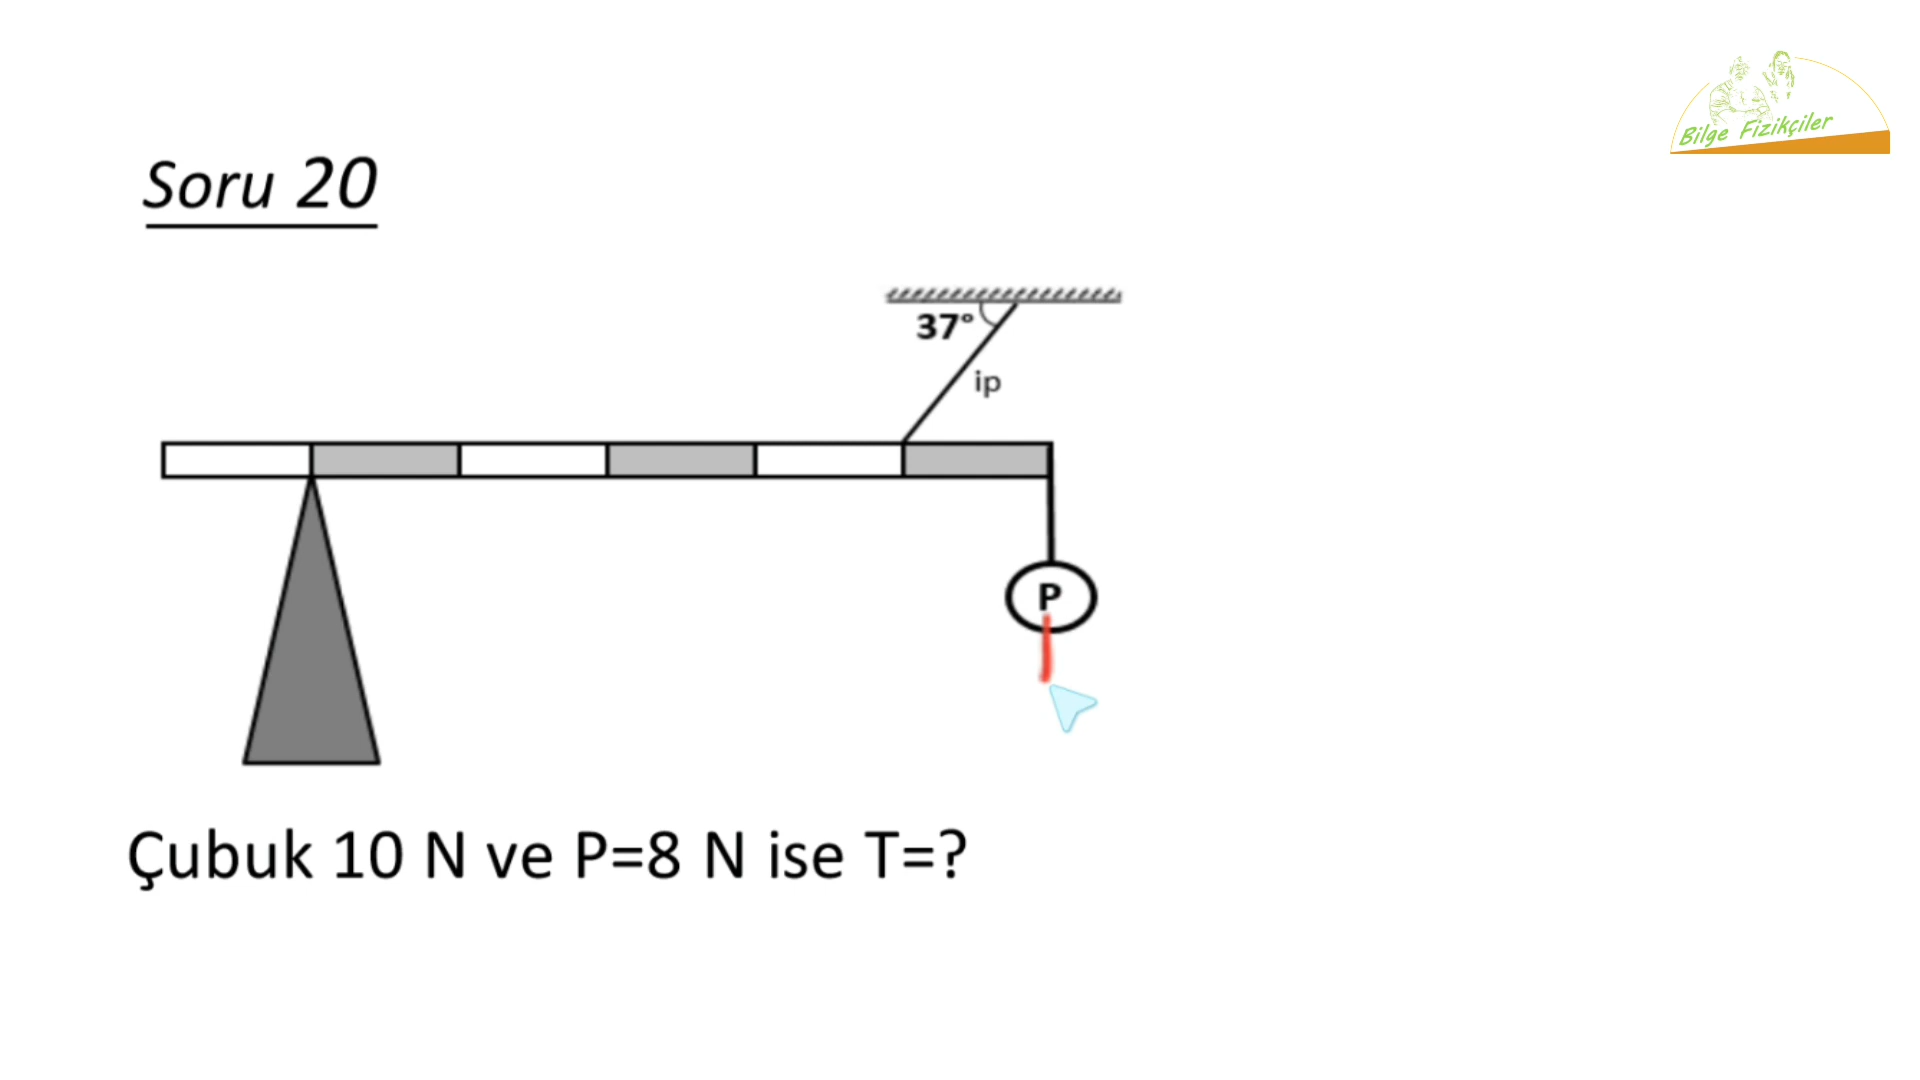 Bilge Fizikçiler
Soru 20
37°
ip
P
Çubuk 10 N ve P=8 N ise T=?